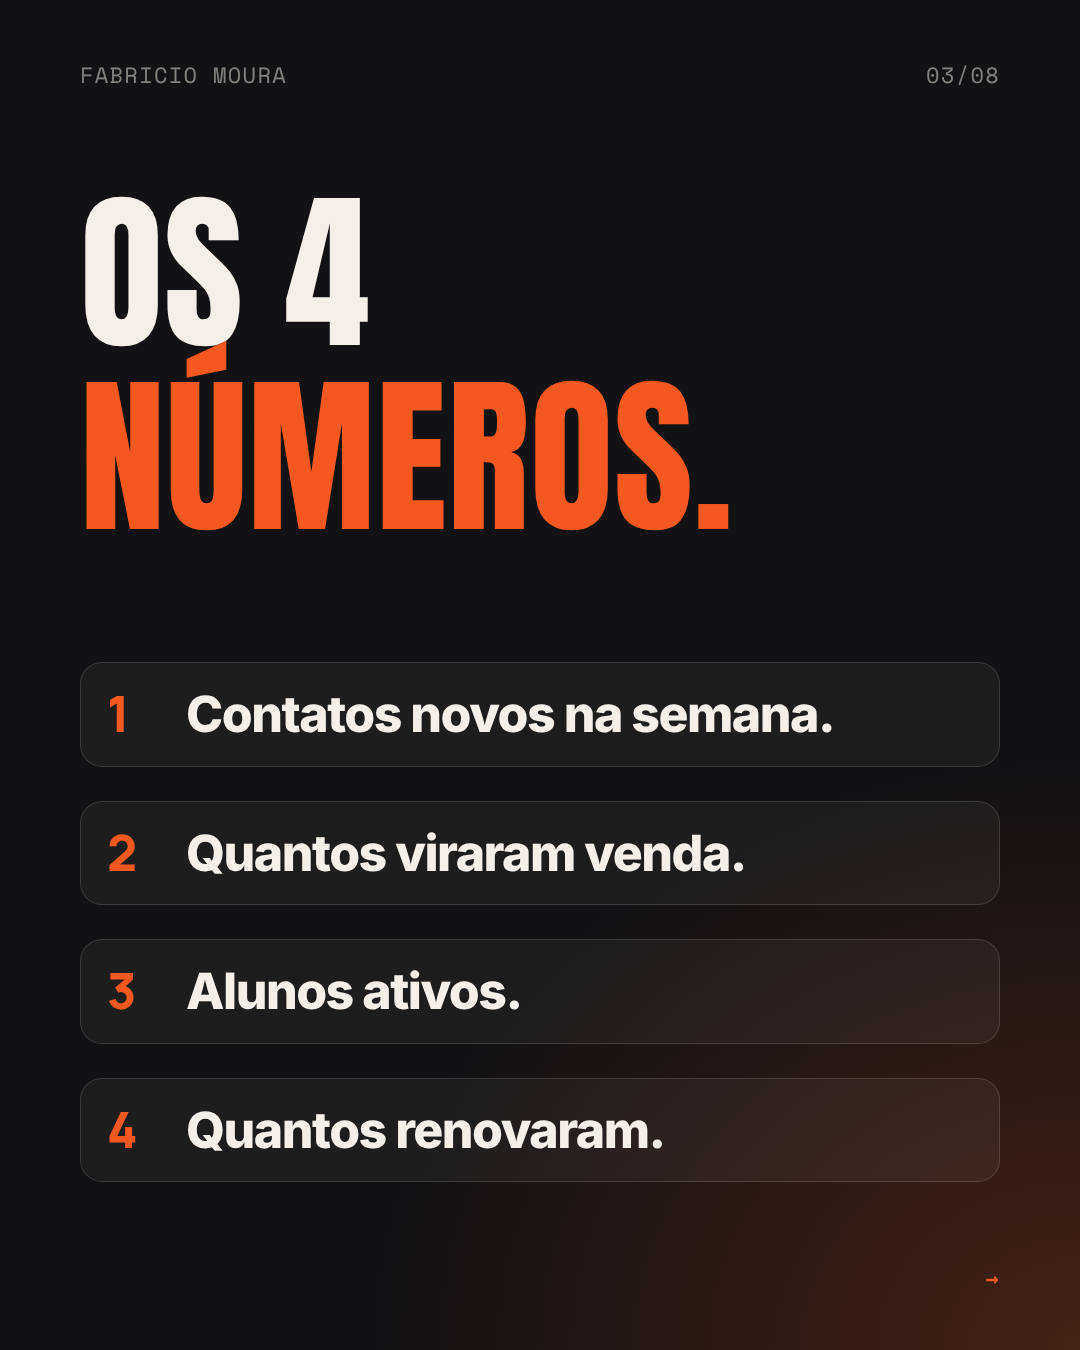 FABRICIO MOURA 03/08
OS 4
NÚMEROS.
1 Contatos novos na semana.
2 Quantos viraram venda.
3 Alunos ativos.
4 Quantos renovaram.
→